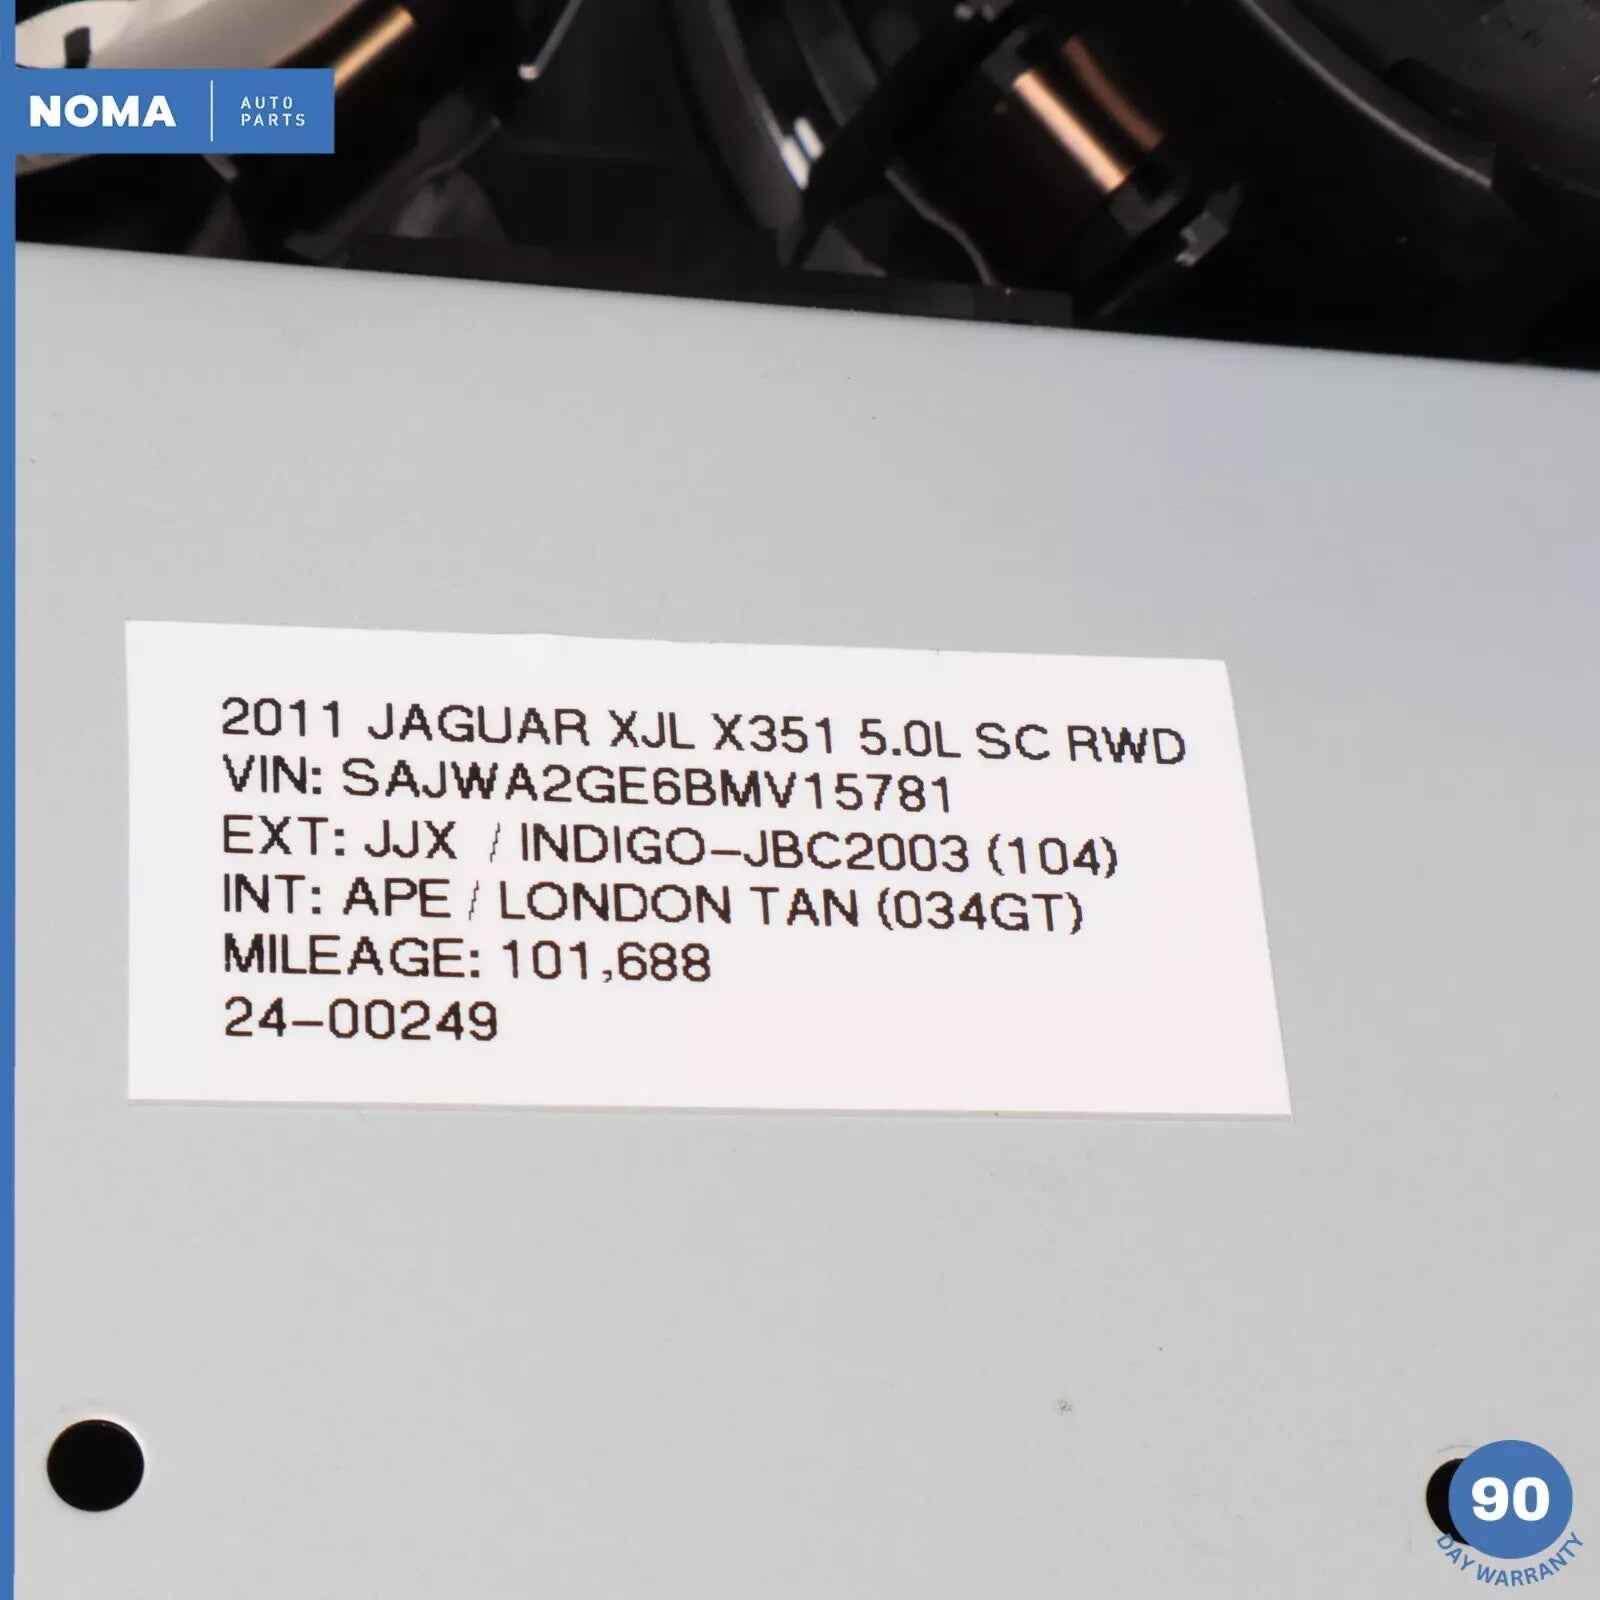 NOMA
AUTO
PARTS
2011 JAGUAR XJL X351 5.0L SC RWD
VIN: SAJWA2GE6BMV15781
EXT: JJX / INDIGO-JBC2003 (104)
INT: APE / LONDON TAN (034GT)
MILEAGE: 101,688
24-00249
90
DAY WARRANTY